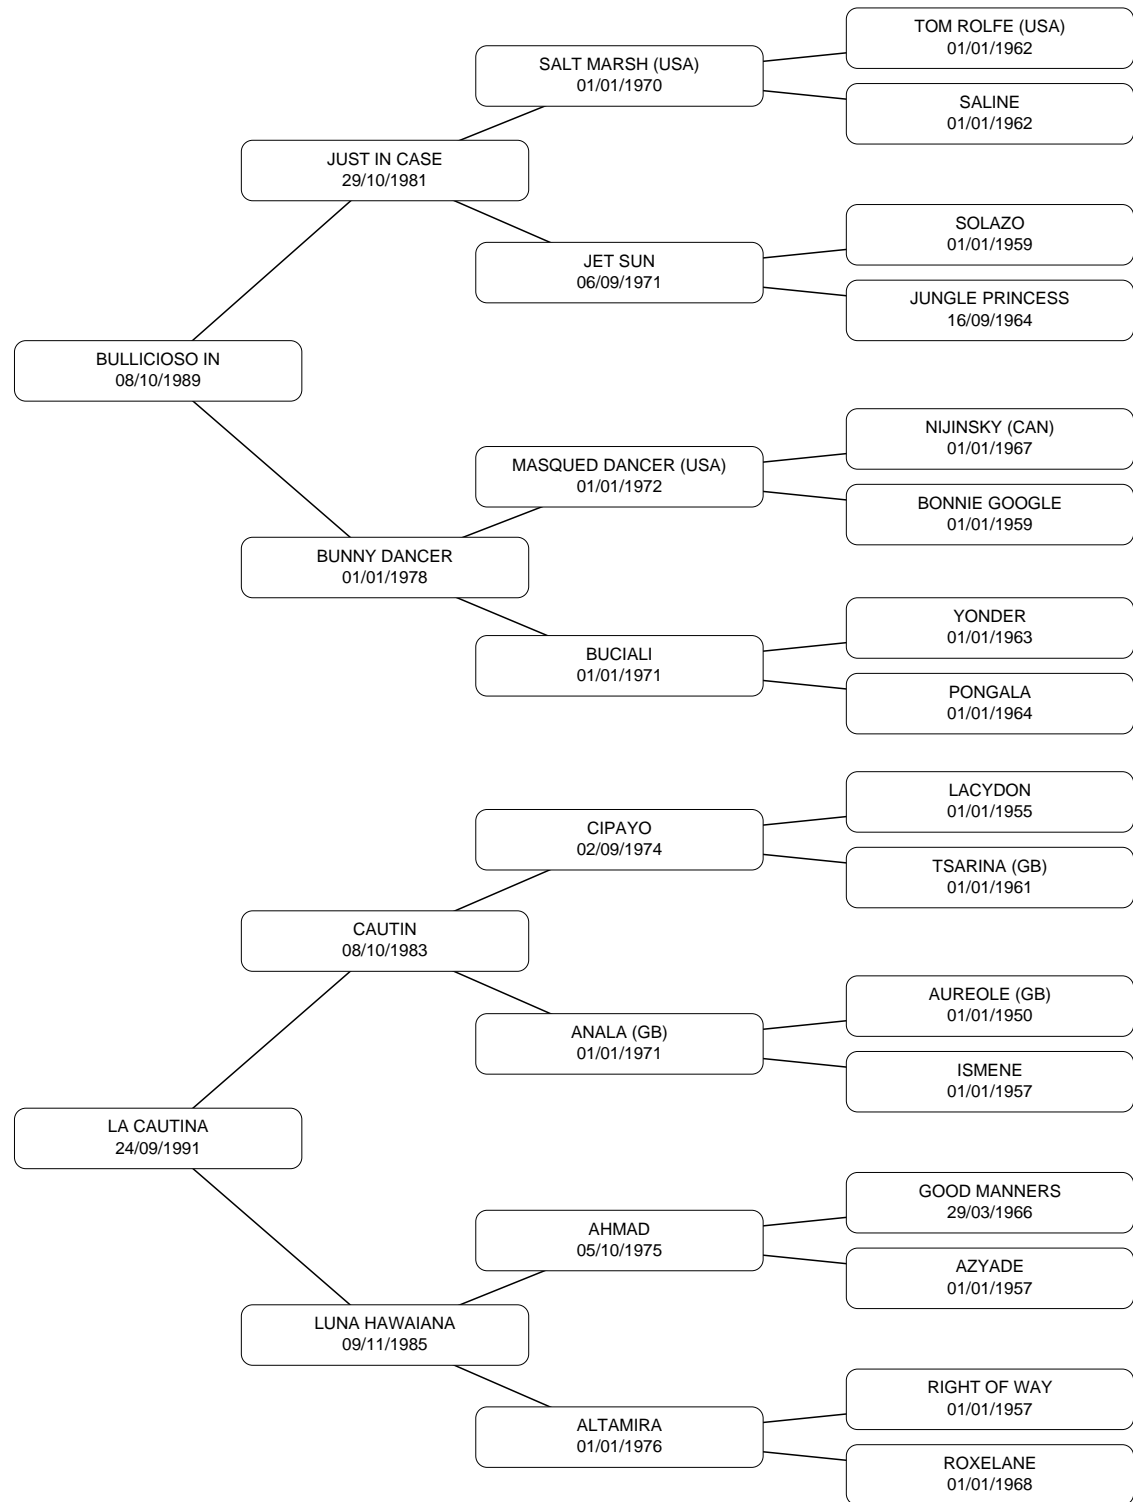 TOM ROLFE (USA)
01/01/1962
SALT MARSH (USA)
01/01/1970
SALINE
01/01/1962
JUST IN CASE
29/10/1981
SOLAZO
01/01/1959
JET SUN
06/09/1971
JUNGLE PRINCESS
16/09/1964
BULLICIOSO IN
08/10/1989
NIJINSKY (CAN)
01/01/1967
MASQUED DANCER (USA)
01/01/1972
BONNIE GOOGLE
01/01/1959
BUNNY DANCER
01/01/1978
YONDER
01/01/1963
BUCIALI
01/01/1971
PONGALA
01/01/1964
LACYDON
01/01/1955
CIPAYO
02/09/1974
TSARINA (GB)
01/01/1961
CAUTIN
08/10/1983
AUREOLE (GB)
01/01/1950
ANALA (GB)
01/01/1971
ISMENE
01/01/1957
LA CAUTINA
24/09/1991
GOOD MANNERS
29/03/1966
AHMAD
05/10/1975
AZYADE
01/01/1957
LUNA HAWAIANA
09/11/1985
RIGHT OF WAY
01/01/1957
ALTAMIRA
01/01/1976
ROXELANE
01/01/1968